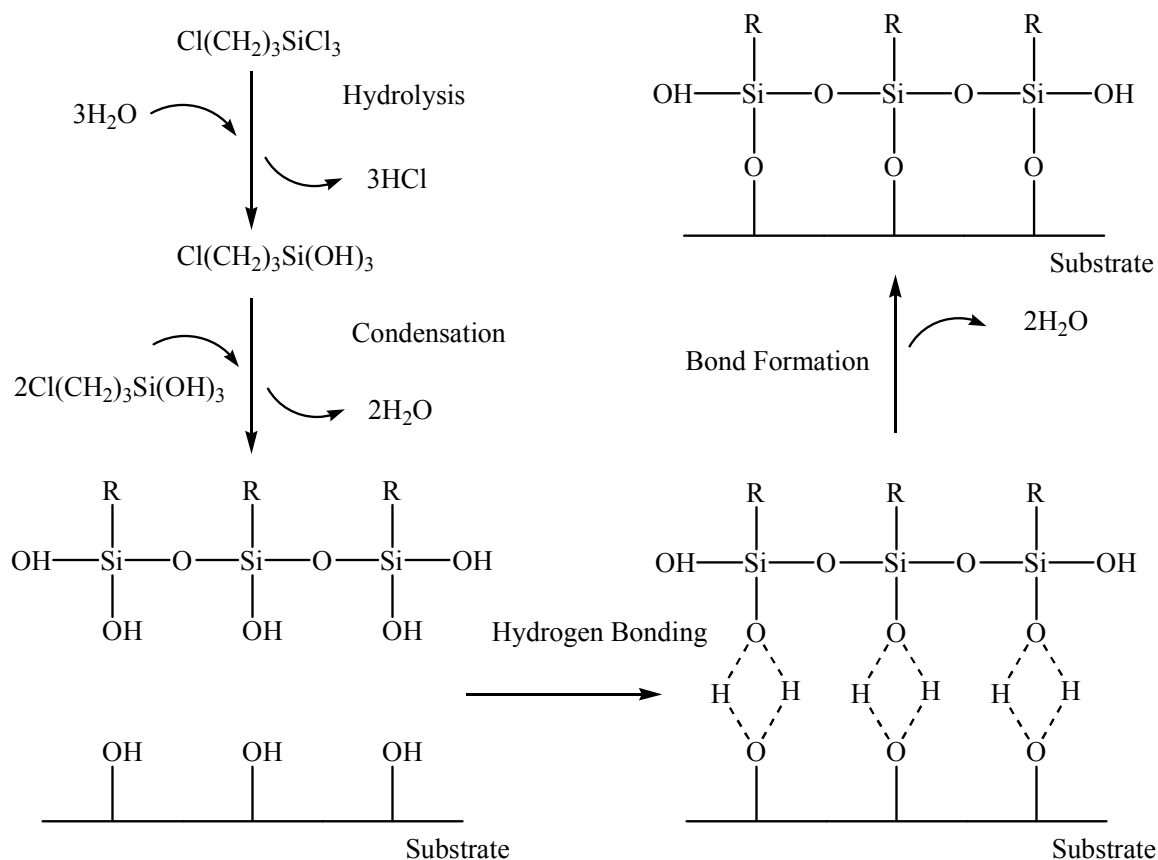 Cl(CH₂)₃SiCl₃
Hydrolysis
3H₂O
3HCl
Cl(CH₂)₃Si(OH)₃
Condensation
2Cl(CH₂)₃Si(OH)₃
2H₂O
R R R
OH Si O Si O Si OH
OH OH OH
OH OH OH
Substrate
Hydrogen Bonding
R R R
OH Si O Si O Si OH
O O O
H H H H H H
O O O
Substrate
Bond Formation
2H₂O
R R R
OH Si O Si O Si OH
O O O
Substrate